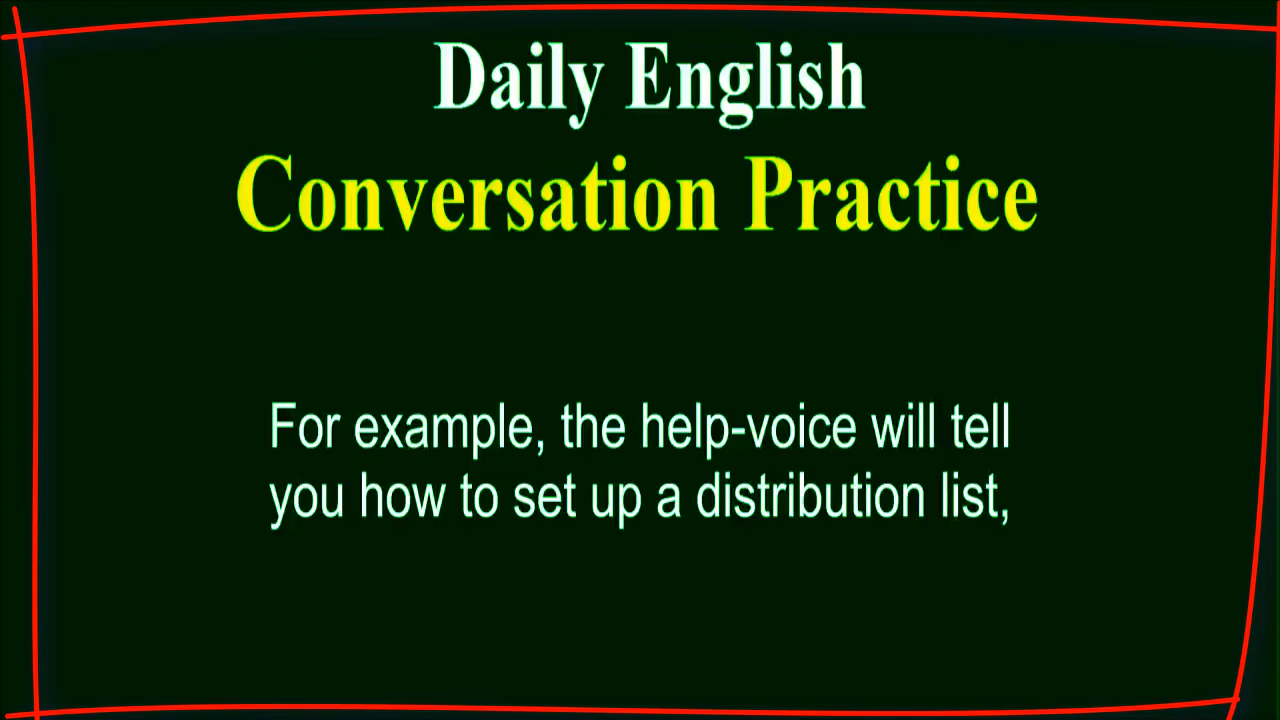 Daily English
Conversation Practice
For example, the help-voice will tell
you how to set up a distribution list,